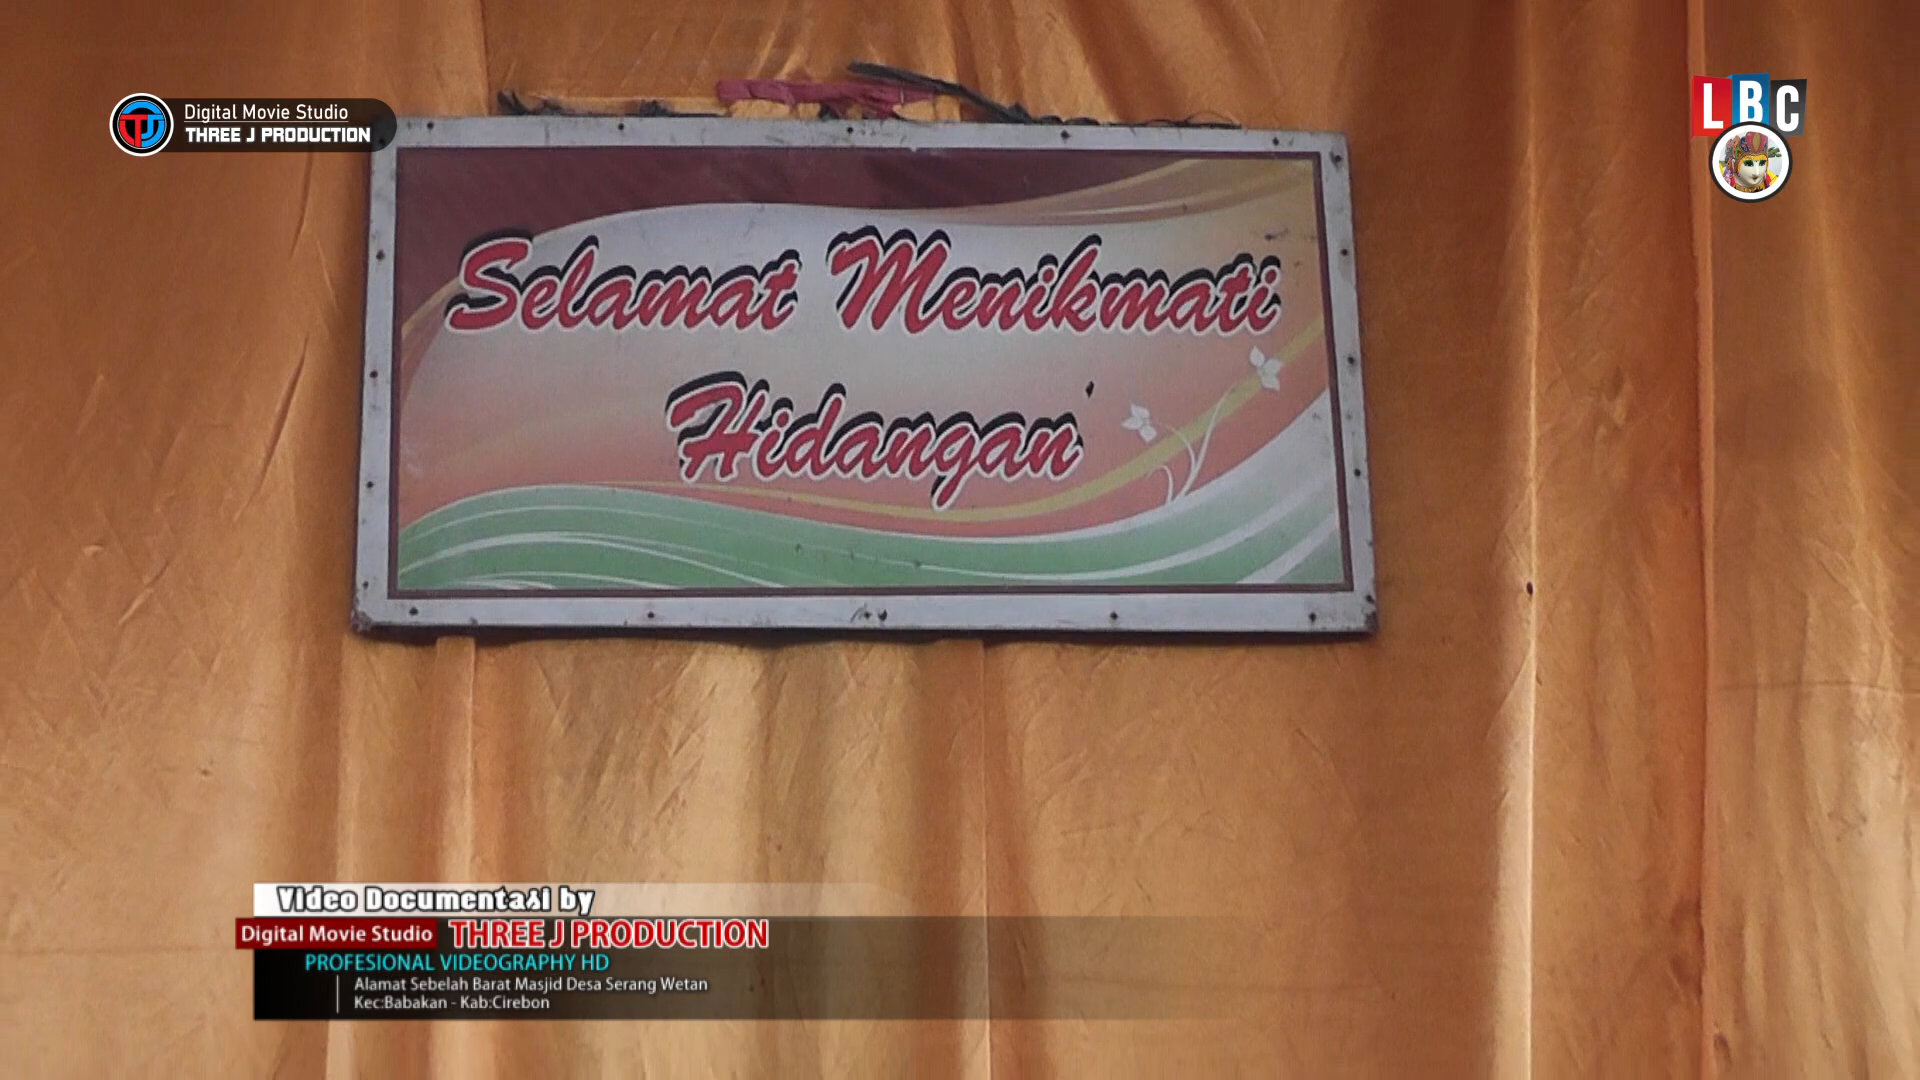 Digital Movie Studio
THREE J PRODUCTION
LBC
Selamat Menikmati
Hidangan
Video Documentasi by
Digital Movie Studio THREE J PRODUCTION
PROFESIONAL VIDEOGRAPHY HD
Alamat Sebelah Barat Masjid Desa Serang Wetan
Kec:Babakan - Kab:Cirebon